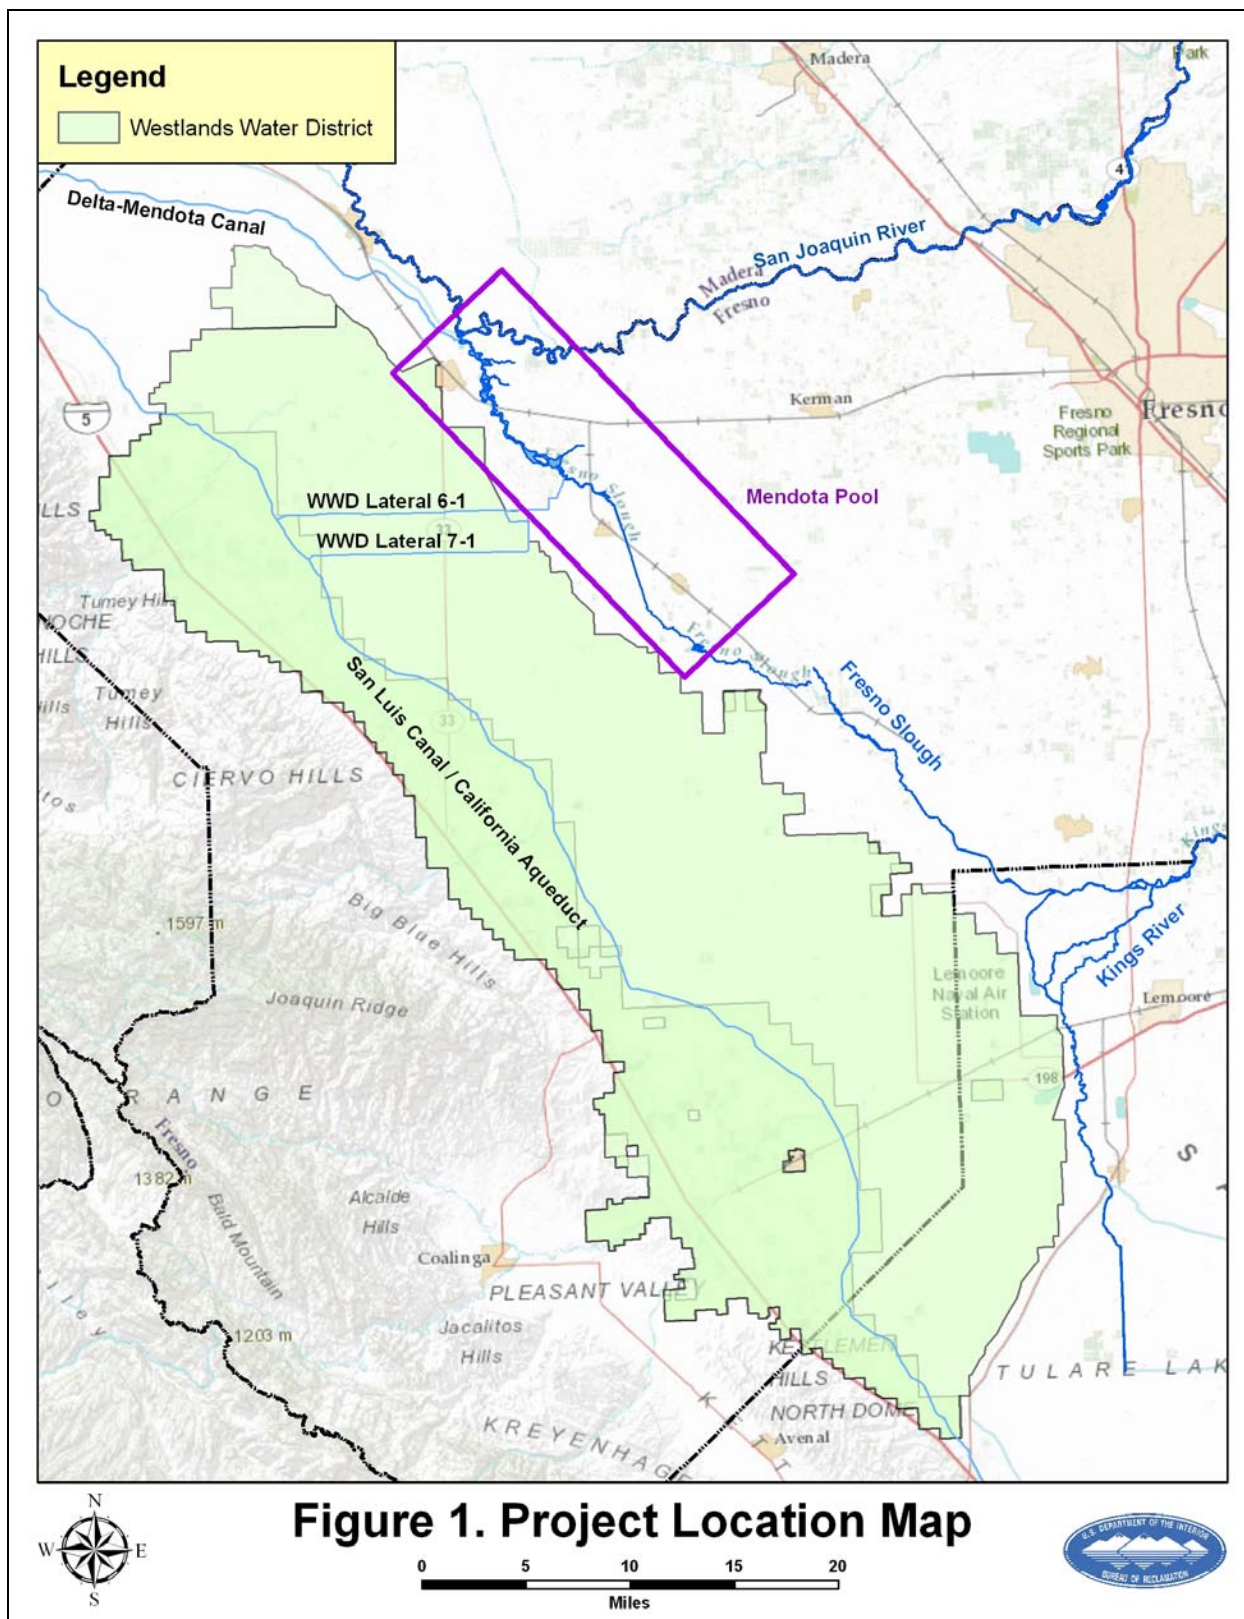 Legend
Westlands Water District
Park
Madera
4
Delta-Mendota Canal
San Joaquin River
Madera
Fresno
5
Kerman
Fresno
Regional
Sports Park
Fresno
Mendota Pool
Fresno Slough
WWD Lateral 6-1
33
WWD Lateral 7-1
Tumey Hills
HILLS
Tumey
Hills
Fresno Slough
Fresno Slough
San Luis Canal / California Aqueduct
33
CIERVO HILLS
Kings
Big Blue Hills
1597 m
Kings River
Lemoore
Naval Air
Station
Lemoore
Joaquin Ridge
198
RANGE
Fresno
S
1382 m
Bald Mountain
Alcalde
Hills
Coalinga
PLEASANT VALLEY
Jacalitos
Hills
1203 m
KETTLEMEN
HILLS
NORTH DOME
TULARE LAK
KETT
Avenal
KREYENHAGE
N
W
E
S
Figure 1. Project Location Map
0 5 10 15 20
Miles
U.S. DEPARTMENT OF THE INTERIOR
BUREAU OF RECLAMATION